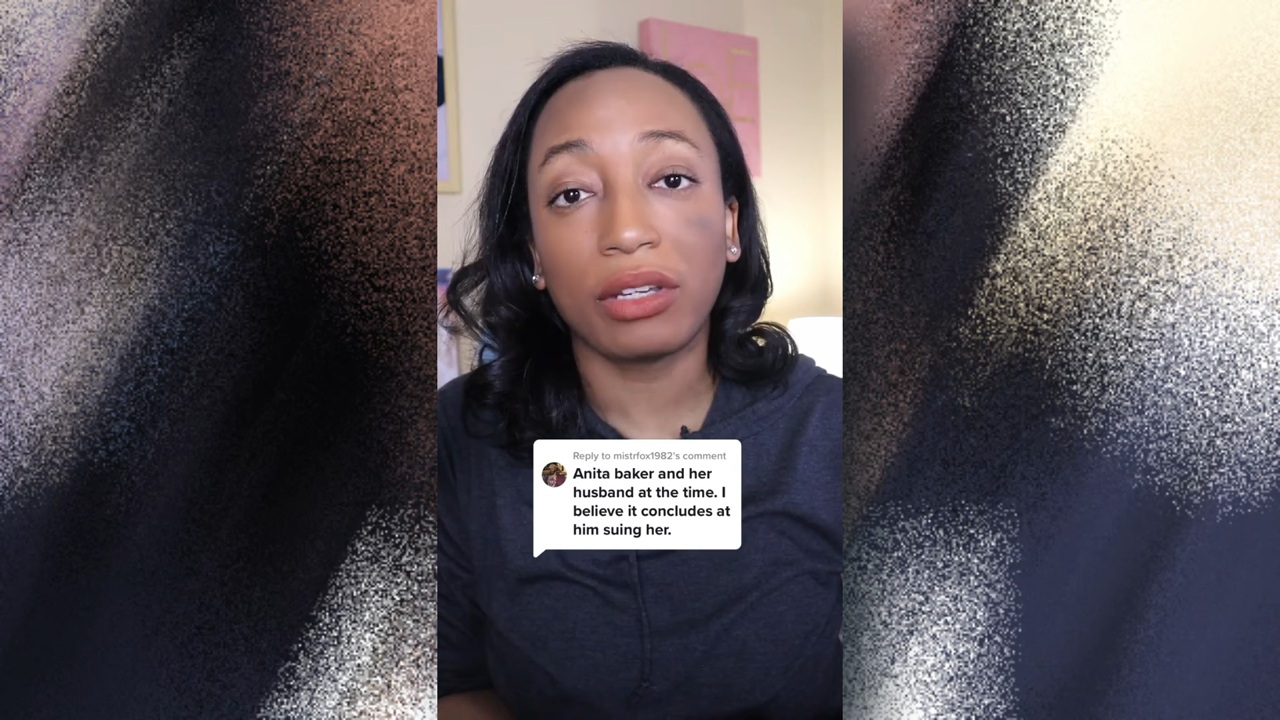 Reply to mistrfox1982's comment
Anita baker and her
husband at the time. I
believe it concludes at
him suing her.